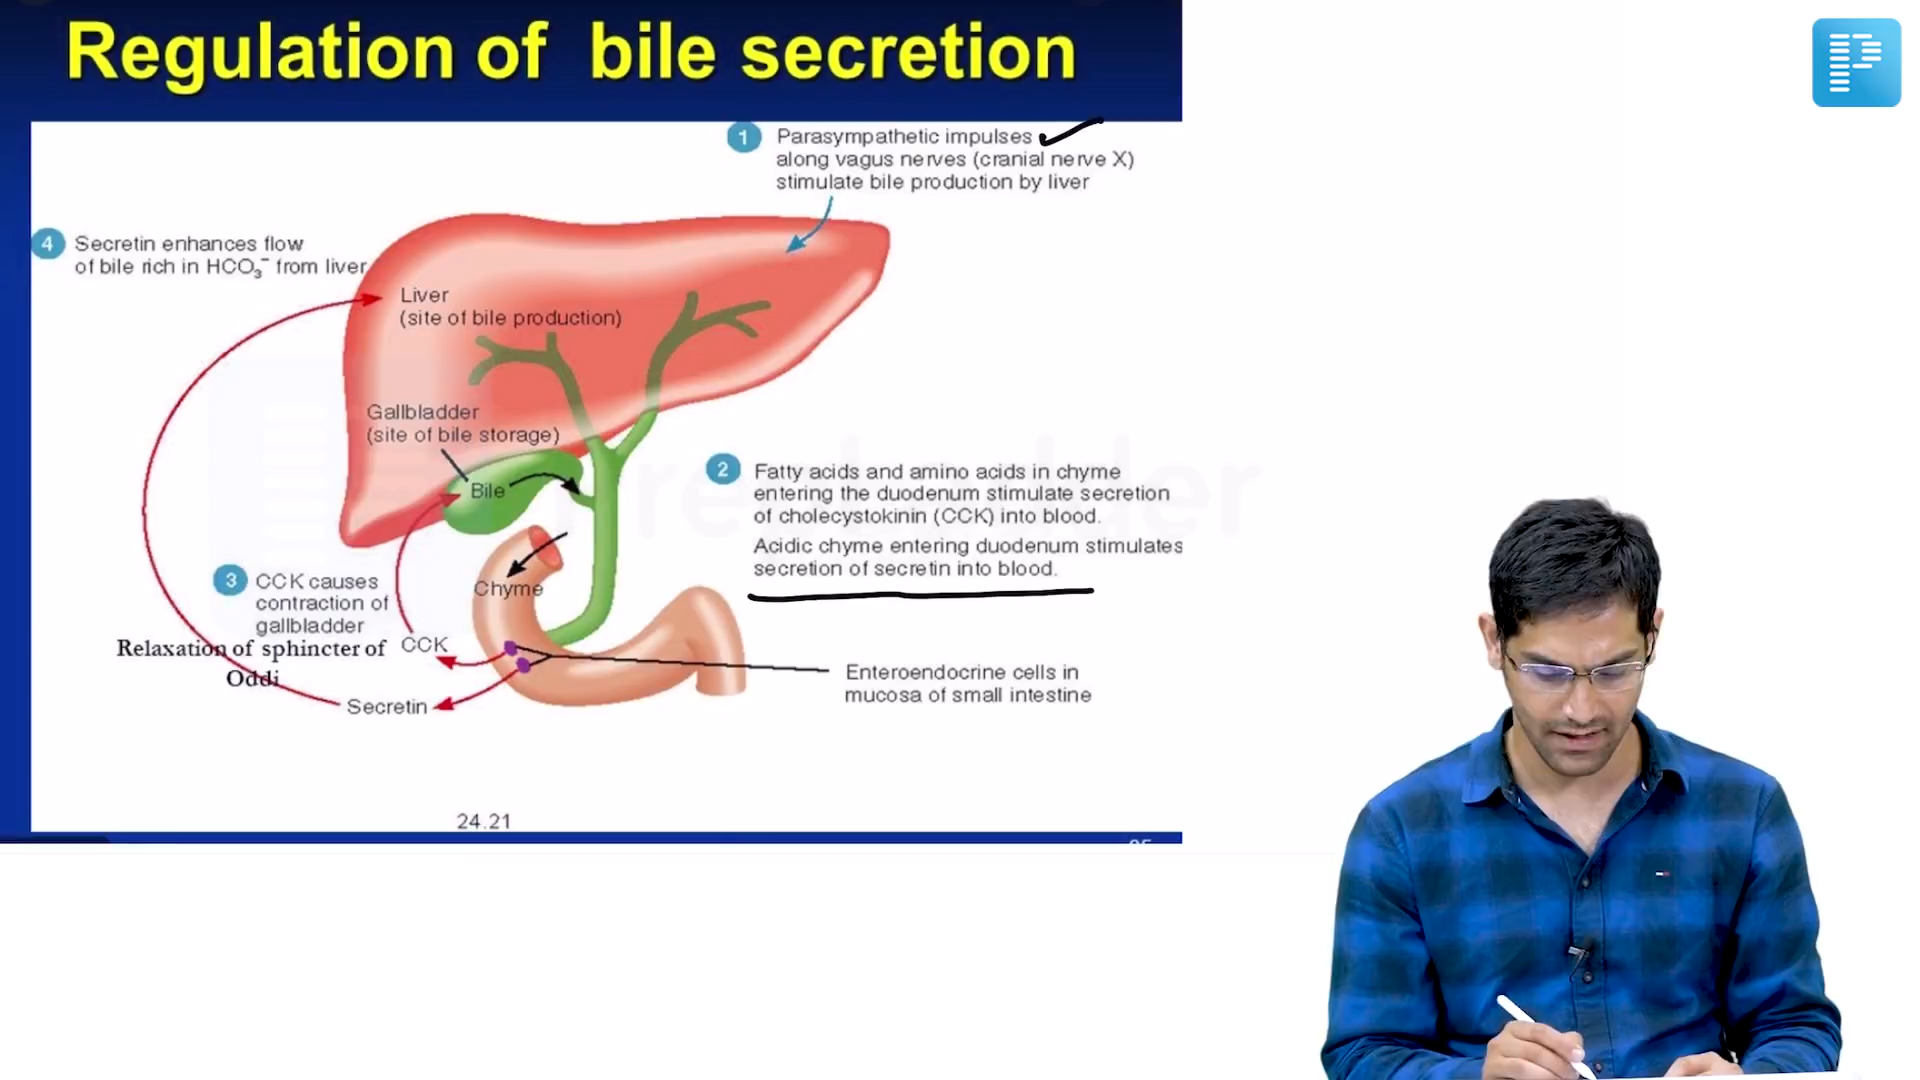 Regulation of bile secretion
1 Parasympathetic impulses
along vagus nerves (cranial nerve X)
stimulate bile production by liver
4 Secretin enhances flow
of bile rich in HCO₃⁻ from liver
Liver
(site of bile production)
Gallbladder
(site of bile storage)
Bile
2 Fatty acids and amino acids in chyme
entering the duodenum stimulate secretion
of cholecystokinin (CCK) into blood.
Acidic chyme entering duodenum stimulates
secretion of secretin into blood.
Chyme
3 CCK causes
contraction of
gallbladder
Relaxation of sphincter of
Oddi
CCK
Secretin
Enteroendocrine cells in
mucosa of small intestine
24.21